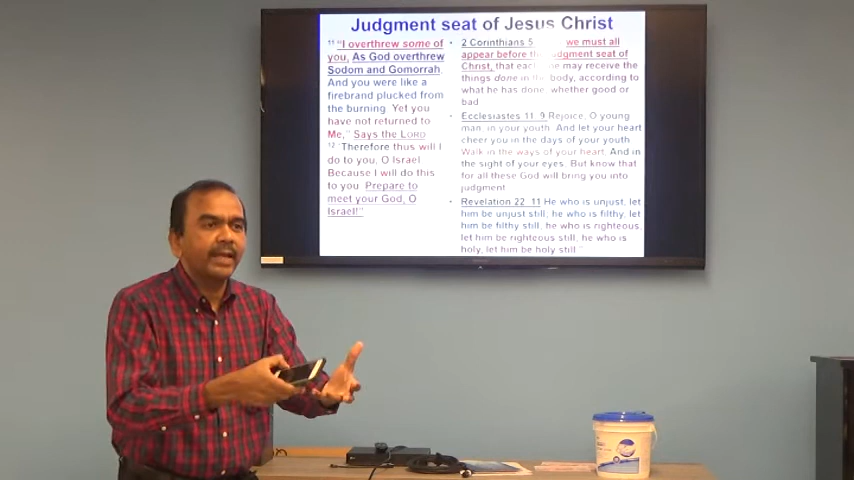 Judgment seat of Jesus Christ
11 "I overthrew some of
you, As God overthrew
Sodom and Gomorrah,
And you were like a
firebrand plucked from
the burning. Yet you
have not returned to
Me," Says the LORD
12 "Therefore thus will I
do to you, O Israel
Because I will do this
to you Prepare to
meet your God, O
Israel!"
• 2 Corinthians 5 we must all
appear before the judgment seat of
Christ, that each one may receive the
things done in the body, according to
what he has done, whether good or
bad
• Ecclesiastes 11 9 Rejoice, O young
man, in your youth And let your heart
cheer you in the days of your youth
Walk in the ways of your heart, And in
the sight of your eyes, But know that
for all these God will bring you into
judgment
• Revelation 22 11 He who is unjust, let
him be unjust still, he who is filthy, let
him be filthy still, he who is righteous,
let him be righteous still, he who is
holy, let him be holy still "